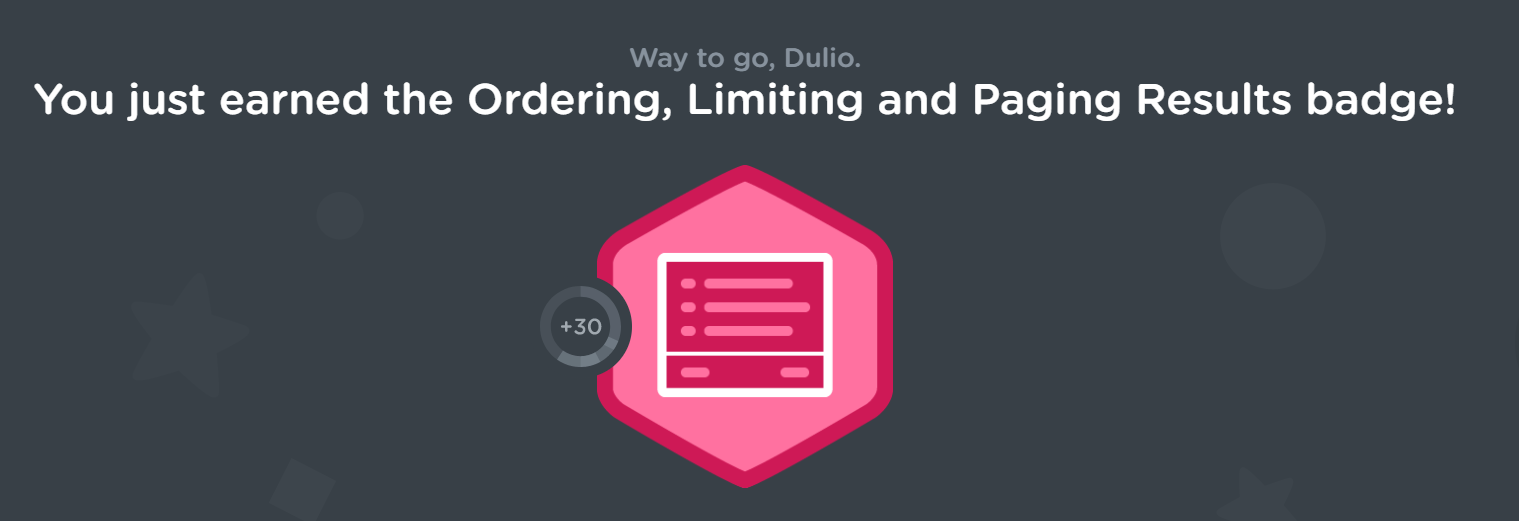 Way to go, Dulio.
You just earned the Ordering, Limiting and Paging Results badge!
+30